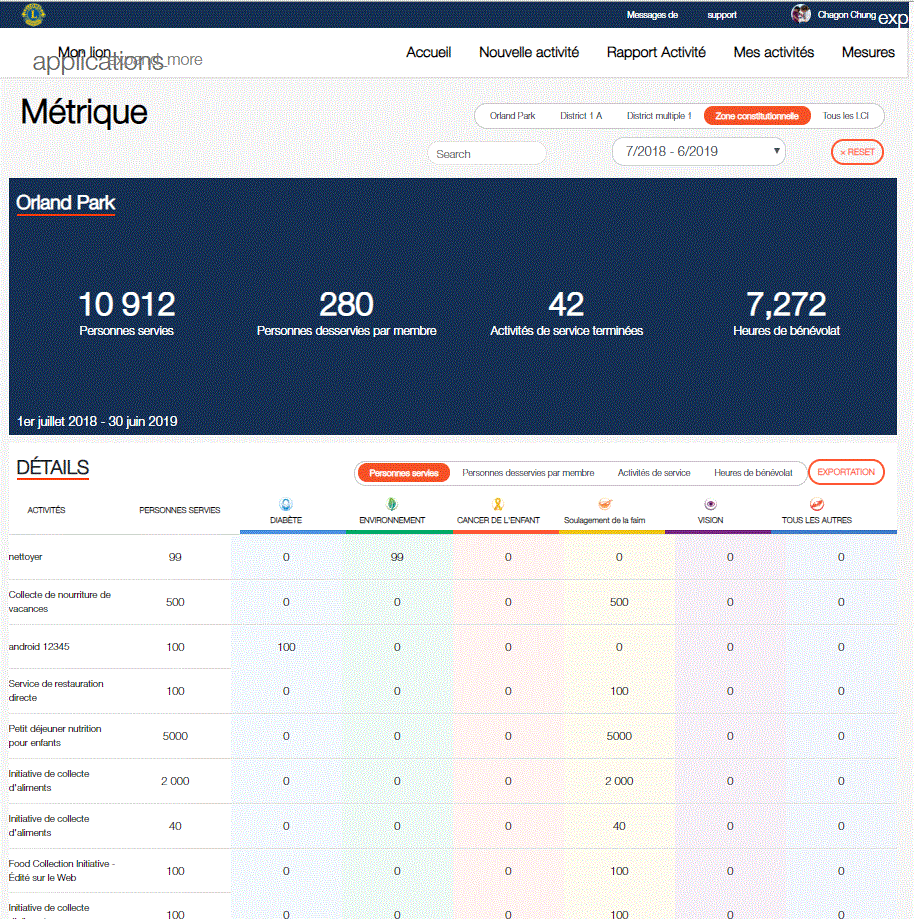 Messages de support Chagon Chung exp
Mon lion
applications
expand_more
Accueil Nouvelle activité Rapport Activité Mes activités Mesures
Métrique
Orland Park District 1 A District multiple 1 Zone constitutionnelle Tous les LCI
Search 7/2018 - 6/2019 × RESET
Orland Park
10 912 280 42 7,272
Personnes servies Personnes desservies par membre Activités de service terminées Heures de bénévolat
1er juillet 2018 - 30 juin 2019
DÉTAILS
Personnes servies Personnes desservies par membre Activités de service Heures de bénévolat EXPORTATION
ACTIVITÉS PERSONNES SERVIES DIABÈTE ENVIRONNEMENT CANCER DE L'ENFANT Soulagement de la faim VISION TOUS LES AUTRES
nettoyer 99 0 99 0 0 0 0
Collecte de nourriture de
vacances 500 0 0 0 500 0 0
android 12345 100 100 0 0 0 0 0
Service de restauration
directe 100 0 0 0 100 0 0
Petit déjeuner nutrition
pour enfants 5000 0 0 0 5000 0 0
Initiative de collecte
d'aliments 2 000 0 0 0 2 000 0 0
Initiative de collecte
d'aliments 40 0 0 0 40 0 0
Food Collection Initiative -
Édité sur le Web 100 0 0 0 100 0 0
Initiative de collecte
100 0 0 0 100 0 0